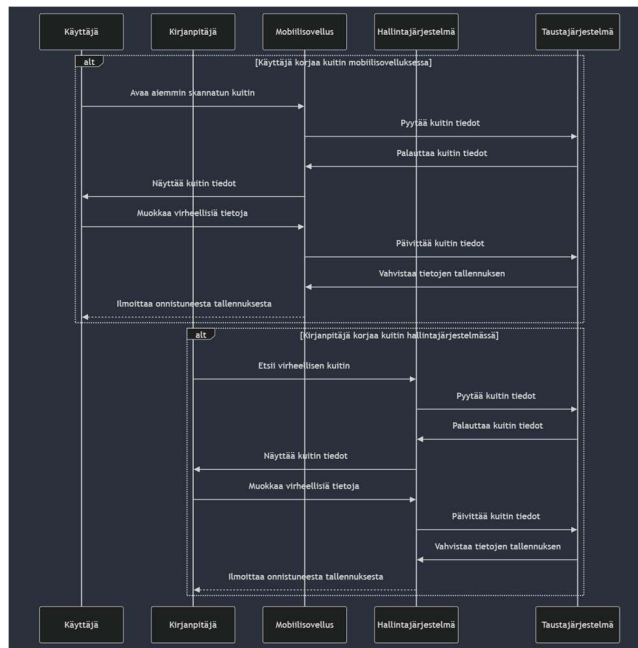 Käyttäjä
Kirjanpitäjä
Mobiilisovellus
Hallintajärjestelmä
Taustajärjestelmä
alt
[Käyttäjä korjaa kuitin mobiilisovelluksessa]
Avaa aiemmin skannatun kuitin
Pyytää kuitin tiedot
Palauttaa kuitin tiedot
Näyttää kuitin tiedot
Muokkaa virheellisiä tietoja
Päivittää kuitin tiedot
Vahvistaa tietojen tallennuksen
Ilmoittaa onnistuneesta tallennuksesta
alt
[Kirjanpitäjä korjaa kuitin hallintajärjestelmässä]
Etsii virheellisen kuitin
Pyytää kuitin tiedot
Palauttaa kuitin tiedot
Näyttää kuitin tiedot
Muokkaa virheellisiä tietoja
Päivittää kuitin tiedot
Vahvistaa tietojen tallennuksen
Ilmoittaa onnistuneesta tallennuksesta
Käyttäjä
Kirjanpitäjä
Mobiilisovellus
Hallintajärjestelmä
Taustajärjestelmä